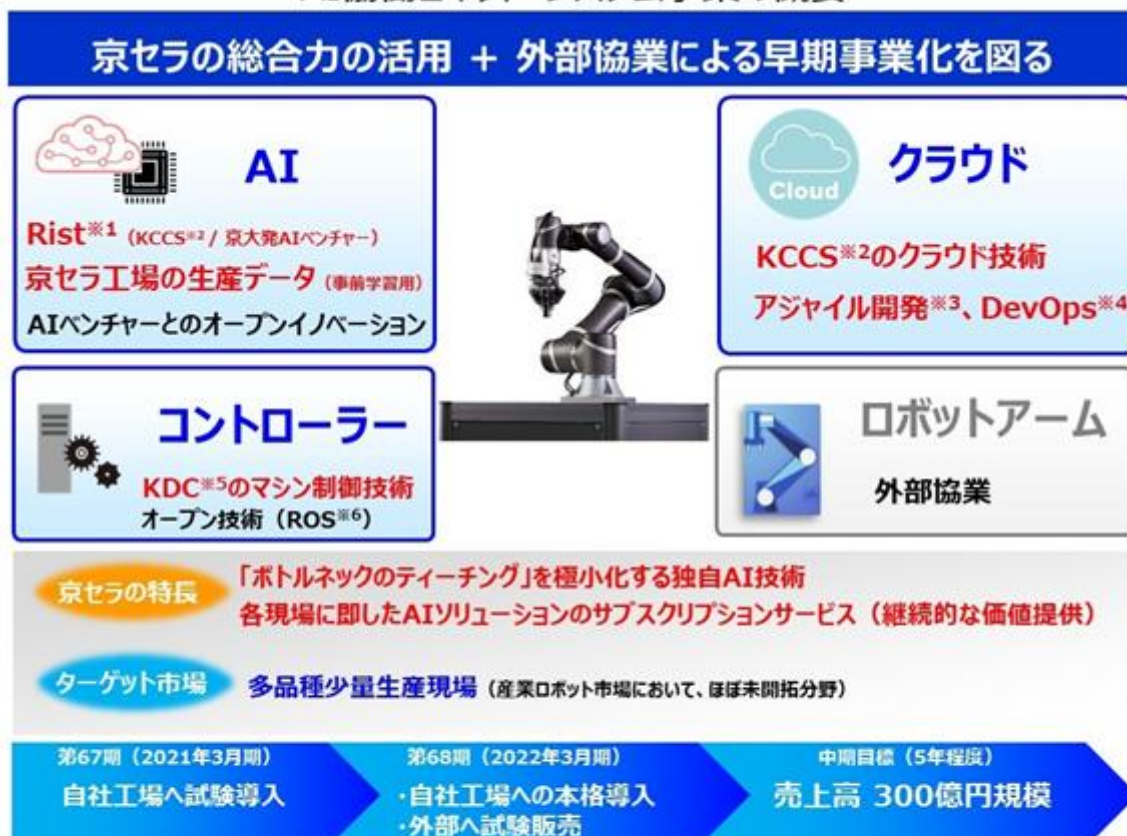 京セラの総合力の活用 + 外部協業による早期事業化を図る
AI
Rist※1（KCCS※2 / 京大発AIベンチャー）
京セラ工場の生産データ（事前学習用）
AIベンチャーとのオープンイノベーション
Cloud
クラウド
KCCS※2のクラウド技術
アジャイル開発※3、DevOps※4
コントローラー
KDC※5のマシン制御技術
オープン技術（ROS※6）
ロボットアーム
外部協業
京セラの特長
「ボトルネックのティーチング」を極小化する独自AI技術
各現場に即したAIソリューションのサブスクリプションサービス（継続的な価値提供）
ターゲット市場
多品種少量生産現場（産業ロボット市場において、ほぼ未開拓分野）
第67期（2021年3月期）
自社工場へ試験導入
第68期（2022年3月期）
・自社工場への本格導入
・外部へ試験販売
中期目標（5年程度）
売上高 300億円規模